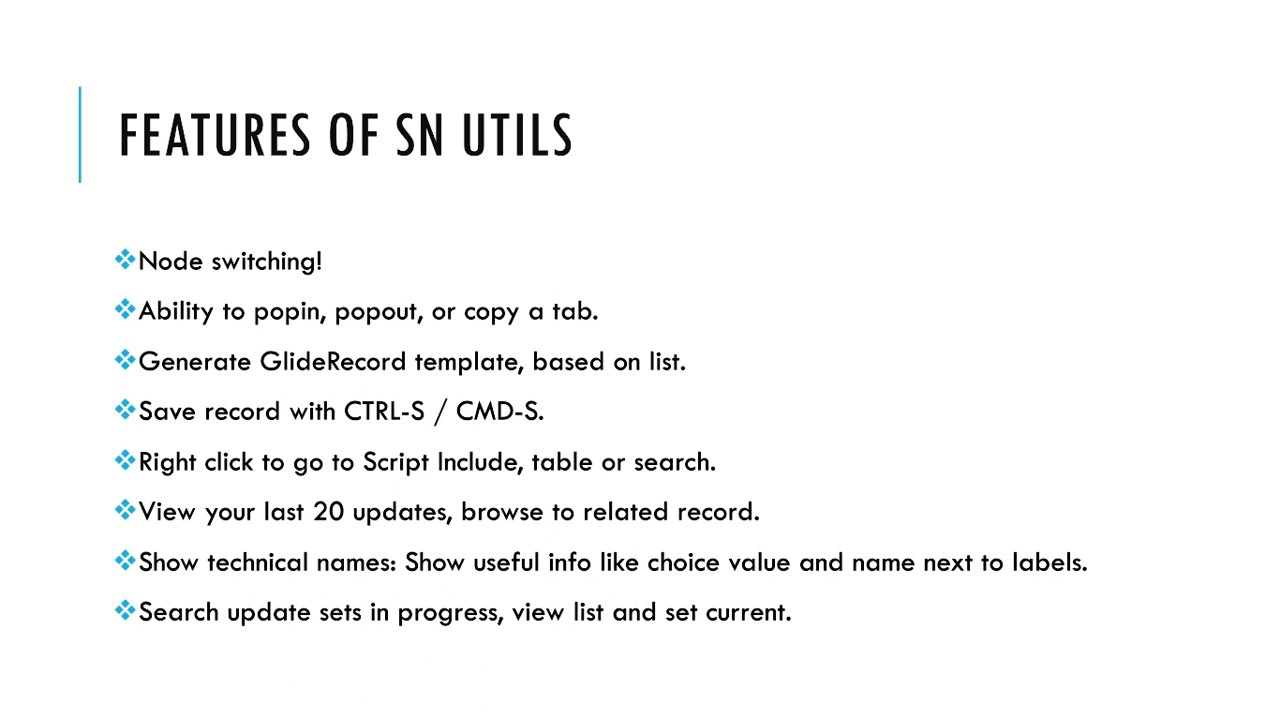 FEATURES OF SN UTILS
❖Node switching!
❖Ability to popin, popout, or copy a tab.
❖Generate GlideRecord template, based on list.
❖Save record with CTRL-S / CMD-S.
❖Right click to go to Script Include, table or search.
❖View your last 20 updates, browse to related record.
❖Show technical names: Show useful info like choice value and name next to labels.
❖Search update sets in progress, view list and set current.